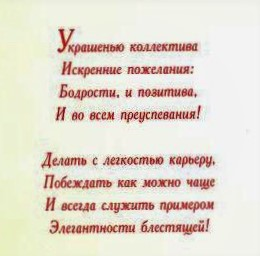 Украшенью коллектива
Искренние пожелания:
Бодрости, и позитива,
И во всем преуспевания!
Делать с легкостью карьеру,
Побеждать как можно чаще
И всегда служить примером
Элегантности блестящей!